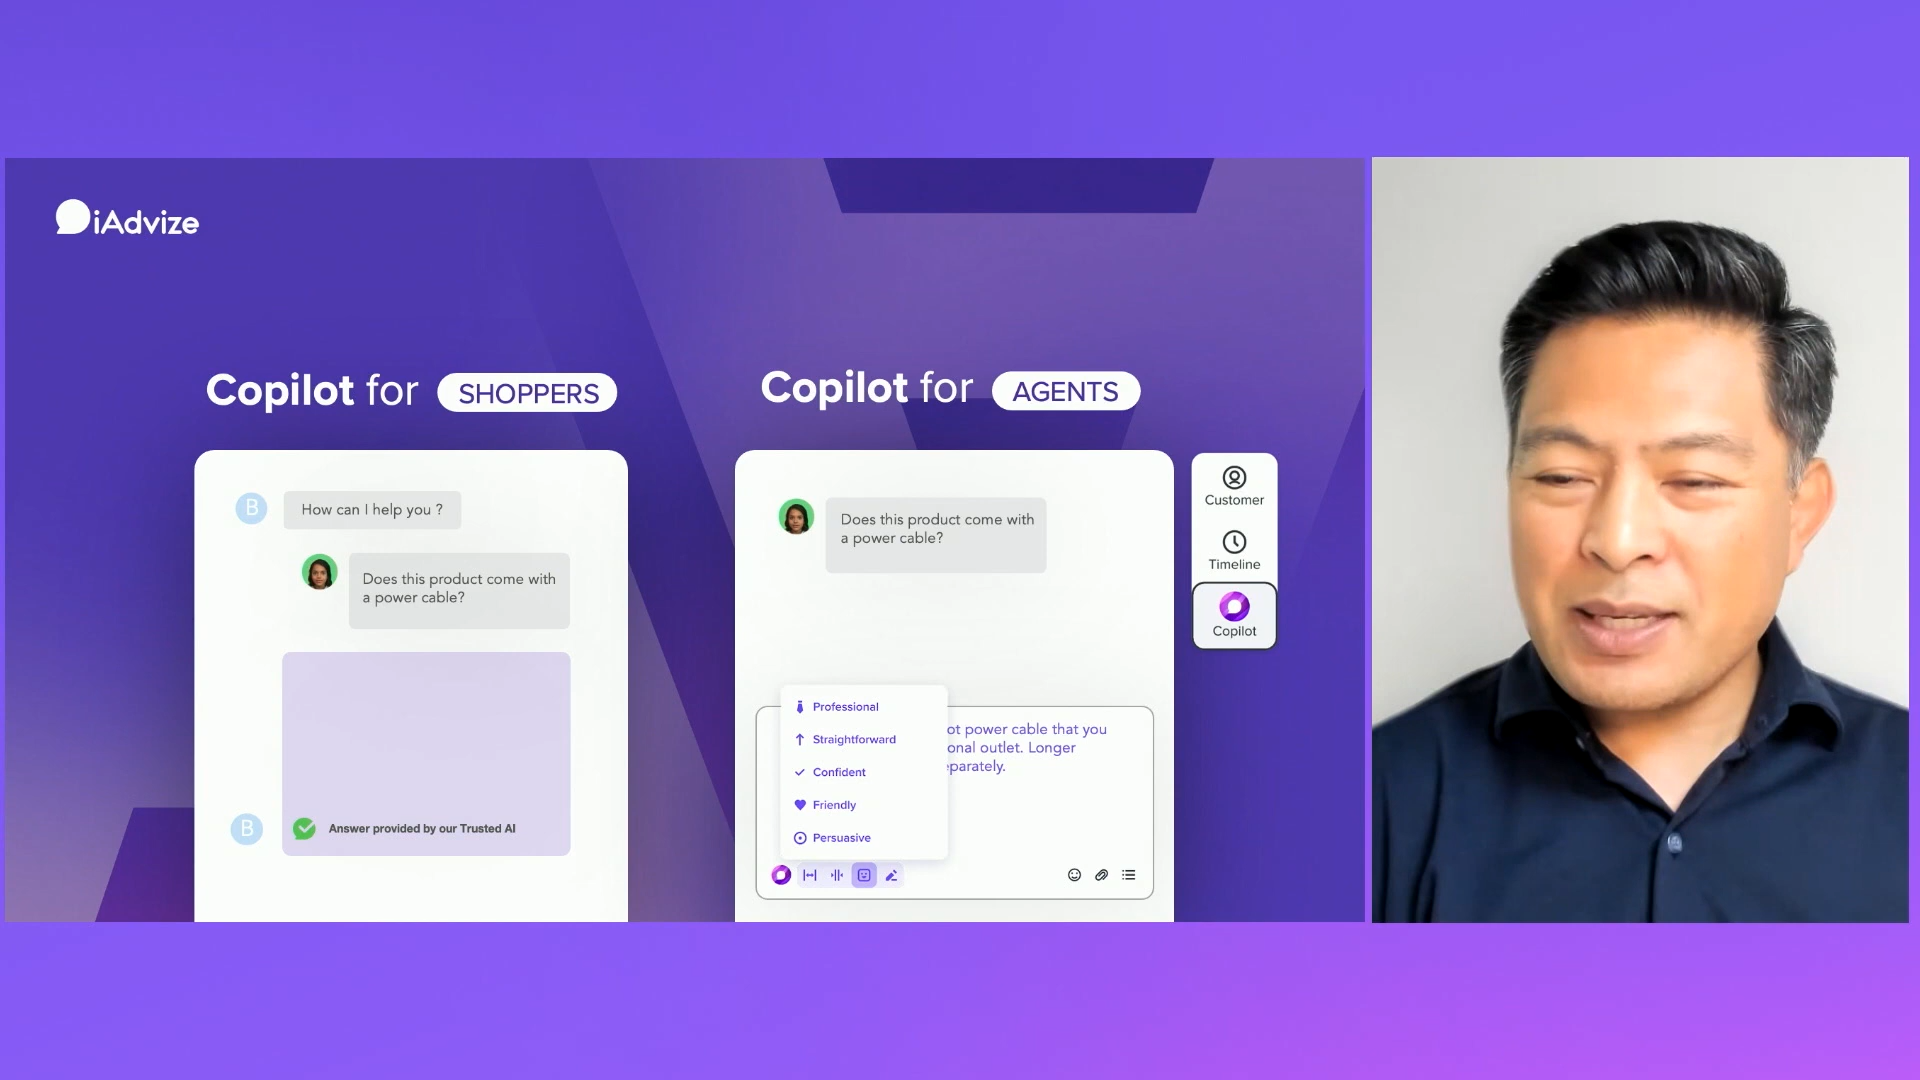 iAdvize
Copilot for SHOPPERS
B
How can I help you ?
Does this product come with
a power cable?
B
Answer provided by our Trusted AI
Copilot for AGENTS
Does this product come with
a power cable?
Professional
Straightforward
Confident
Friendly
Persuasive
ot power cable that you
onal outlet. Longer
parately.
Customer
Timeline
Copilot